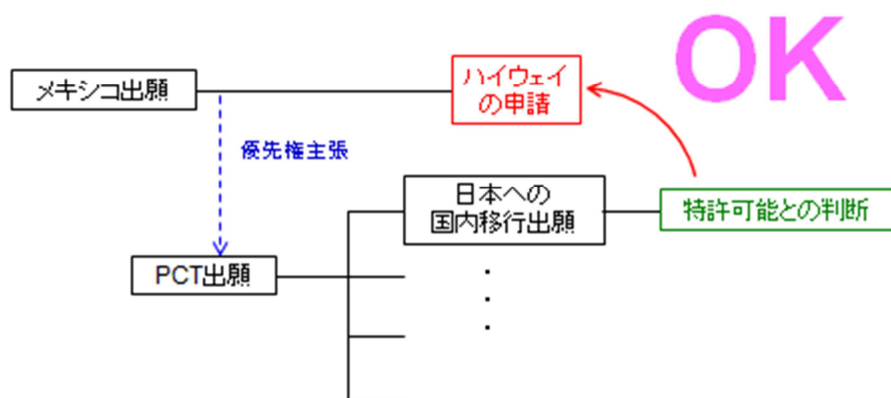 OK
ハイウェイ
の申請
メキシコ出願
優先権主張
日本への
国内移行出願
特許可能との判断
PCT出願